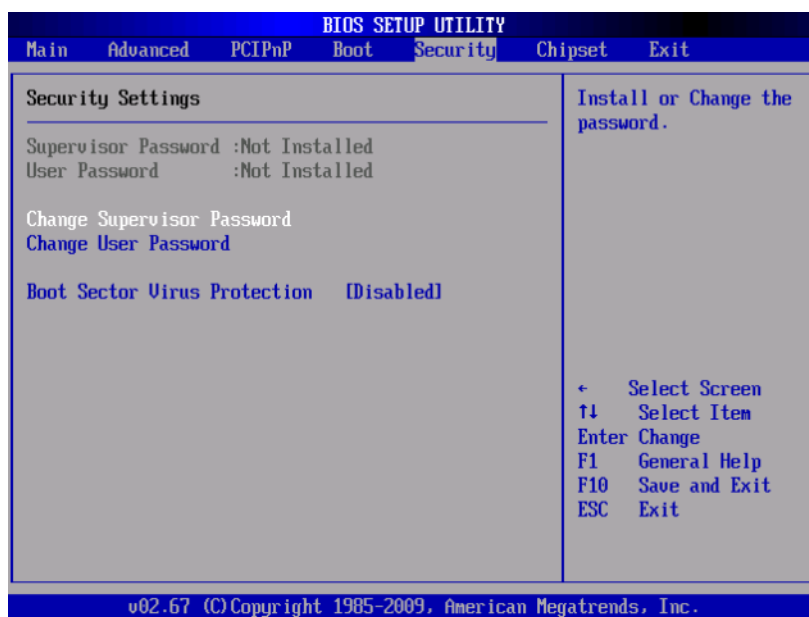 BIOS SETUP UTILITY
Main Advanced PCIPnP Boot Security Chipset Exit
Security Settings
Supervisor Password :Not Installed
User Password :Not Installed
Change Supervisor Password
Change User Password
Boot Sector Virus Protection [Disabled]
Install or Change the
password.
← Select Screen
↑↓ Select Item
Enter Change
F1 General Help
F10 Save and Exit
ESC Exit
v02.67 (C)Copyright 1985-2009, American Megatrends, Inc.